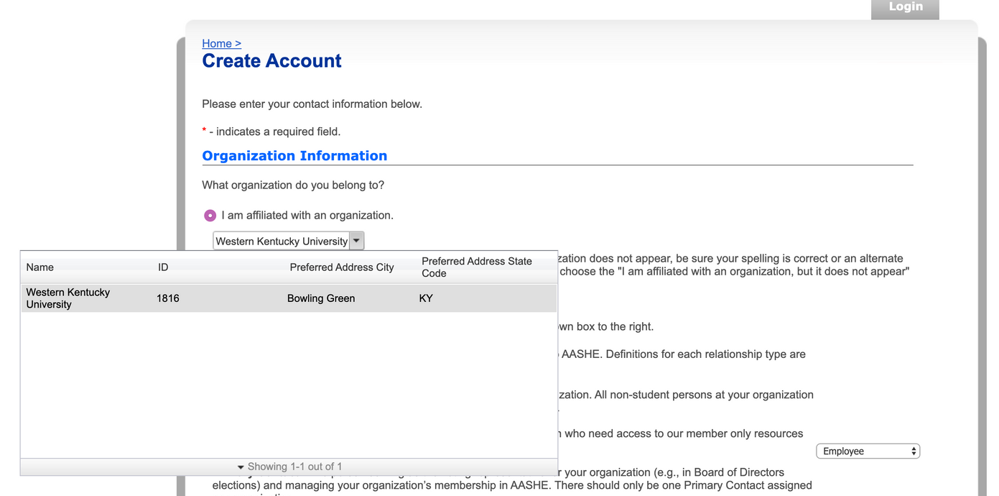 Login
Home >
Create Account
Please enter your contact information below.
* - indicates a required field.
Organization Information
What organization do you belong to?
I am affiliated with an organization.
Western Kentucky University
Name ID Preferred Address City Preferred Address State
Code
Western Kentucky
University 1816 Bowling Green KY
Showing 1-1 out of 1
does not appear, be sure your spelling is correct or an alternate
choose the "I am affiliated with an organization, but it does not appear"
box to the right.
AASHE. Definitions for each relationship type are
All non-student persons at your organization
who need access to our member only resources
Employee
your organization (e.g., in Board of Directors
elections) and managing your organization’s membership in AASHE. There should only be one Primary Contact assigned